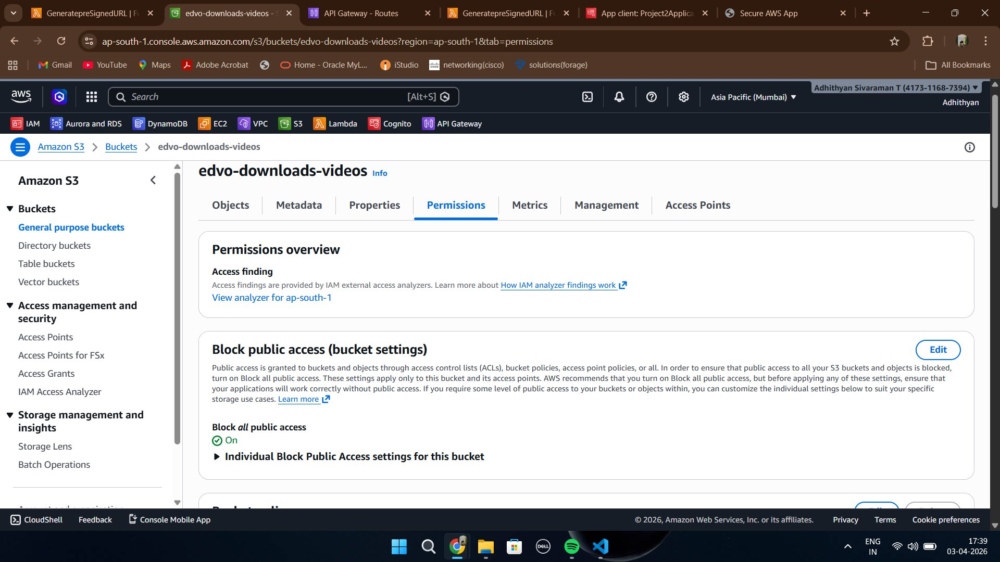 GeneratepreSignedURL | Fu
edvo-downloads-videos - S
API Gateway - Routes
GeneratepreSignedURL | Fu
App client: Project2Applica
Secure AWS App
ap-south-1.console.aws.amazon.com/s3/buckets/edvo-downloads-videos?region=ap-south-1&tab=permissions
Gmail
YouTube
Maps
Adobe Acrobat
Home - Oracle MyL...
iStudio
networking(cisco)
solutions(forage)
All Bookmarks
aws
Search
[Alt+S]
Asia Pacific (Mumbai)
Adhithyan Sivaraman T (4173-1168-7394)
Adhithyan
IAM
Aurora and RDS
DynamoDB
EC2
VPC
S3
Lambda
Cognito
API Gateway
Amazon S3
Buckets
edvo-downloads-videos
Amazon S3
Buckets
General purpose buckets
Directory buckets
Table buckets
Vector buckets
Access management and
security
Access Points
Access Points for FSx
Access Grants
IAM Access Analyzer
Storage management and
insights
Storage Lens
Batch Operations
edvo-downloads-videos Info
Objects
Metadata
Properties
Permissions
Metrics
Management
Access Points
Permissions overview
Access finding
Access findings are provided by IAM external access analyzers. Learn more about How IAM analyzer findings work
View analyzer for ap-south-1
Block public access (bucket settings)
Edit
Public access is granted to buckets and objects through access control lists (ACLs), bucket policies, access point policies, or all. In order to ensure that public access to all your S3 buckets and objects is blocked,
turn on Block all public access. These settings apply only to this bucket and its access points. AWS recommends that you turn on Block all public access, but before applying any of these settings, ensure that
your applications will work correctly without public access. If you require some level of public access to your buckets or objects within, you can customize the individual settings below to suit your specific
storage use cases. Learn more
Block all public access
On
Individual Block Public Access settings for this bucket
CloudShell
Feedback
Console Mobile App
© 2026, Amazon Web Services, Inc. or its affiliates.
Privacy
Terms
Cookie preferences
DELL
ENG
IN
17:39
03-04-2026